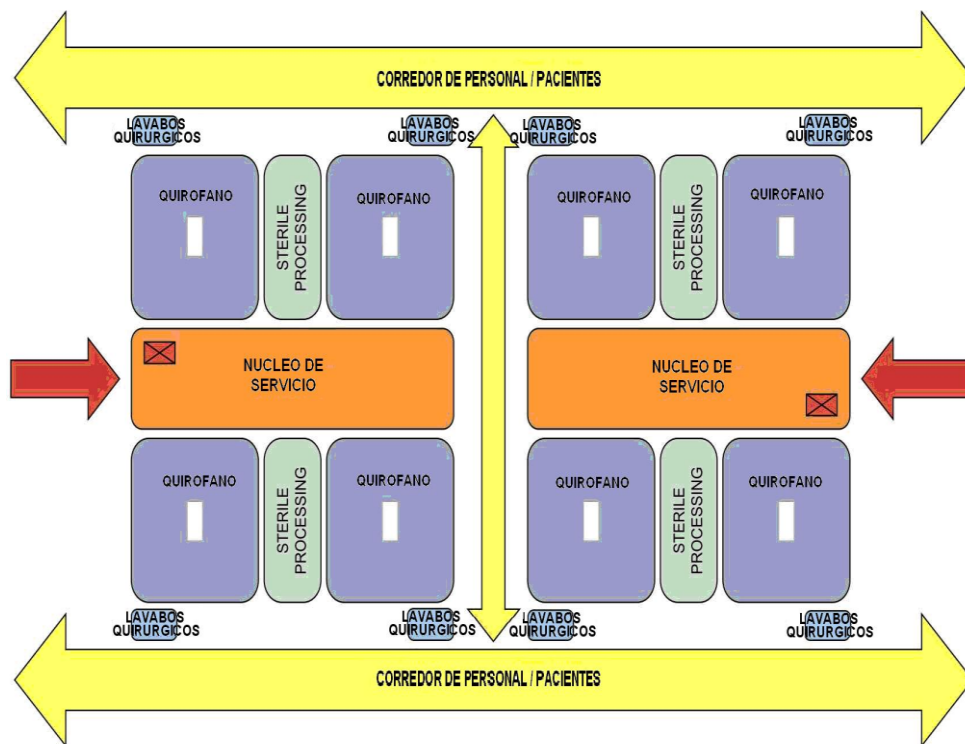 CORREDOR DE PERSONAL / PACIENTES
LAVABOS
QUIRURGICOS
LAVABOS
QUIRURGICOS
LAVABOS
QUIRURGICOS
LAVABOS
QUIRURGICOS
QUIROFANO
STERILE
PROCESSING
QUIROFANO
QUIROFANO
STERILE
PROCESSING
QUIROFANO
NUCLEO DE
SERVICIO
NUCLEO DE
SERVICIO
QUIROFANO
STERILE
PROCESSING
QUIROFANO
QUIROFANO
STERILE
PROCESSING
QUIROFANO
LAVABOS
QUIRURGICOS
LAVABOS
QUIRURGICOS
LAVABOS
QUIRURGICOS
LAVABOS
QUIRURGICOS
CORREDOR DE PERSONAL / PACIENTES